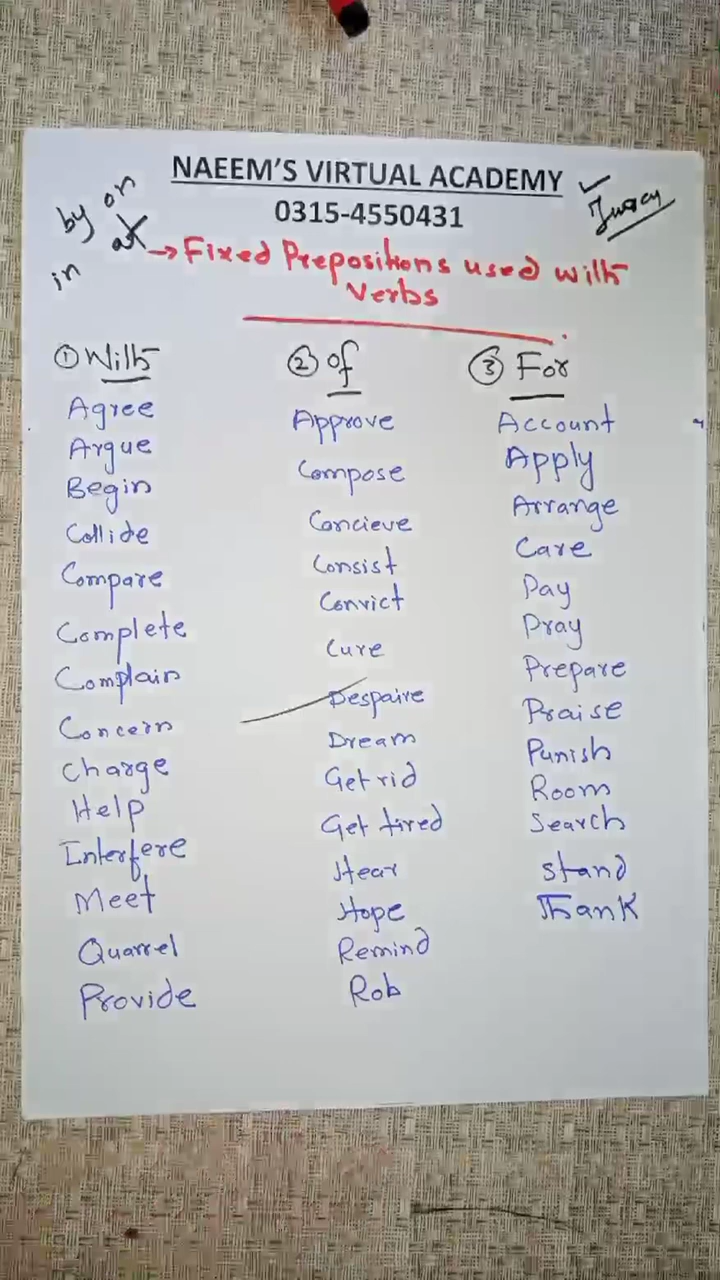 NAEEM'S VIRTUAL ACADEMY
0315-4550431
by on
in at
→ Fixed Prepositions used with
Verbs
① With
Agree
Argue
Begin
Collide
Compare
Complete
Complain
Concern
Charge
Help
Interfere
Meet
Quarrel
Provide
② of
Approve
Compose
Concieve
Consist
Convict
Cure
Despaire
Dream
Get rid
Get tired
Hear
Hope
Remind
Rob
③ For
Account
Apply
Arrange
Care
Pay
Pray
Prepare
Praise
Punish
Room
Search
Stand
Thank